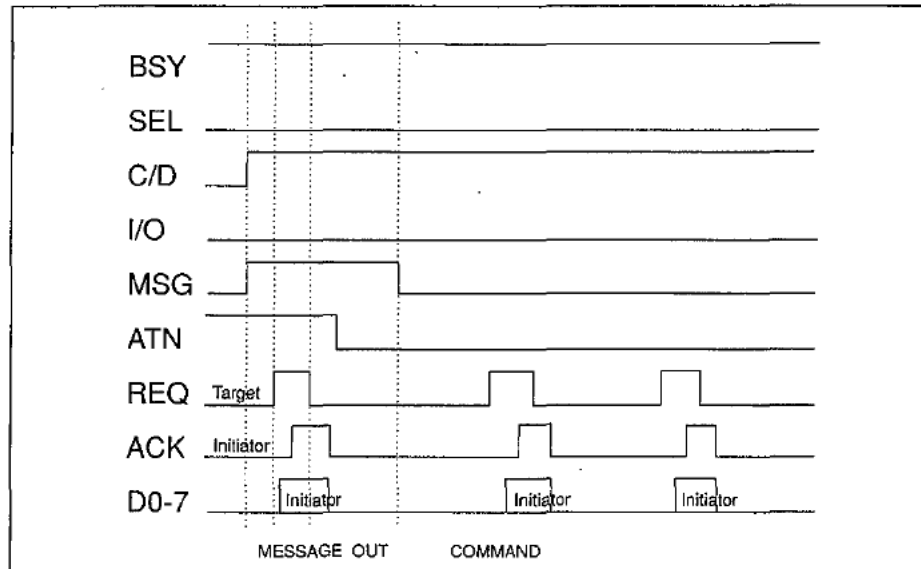 BSY
SEL
C/D
I/O
MSG
ATN
REQ Target
ACK Initiator
D0-7 Initiator Initiator Initiator
MESSAGE OUT COMMAND